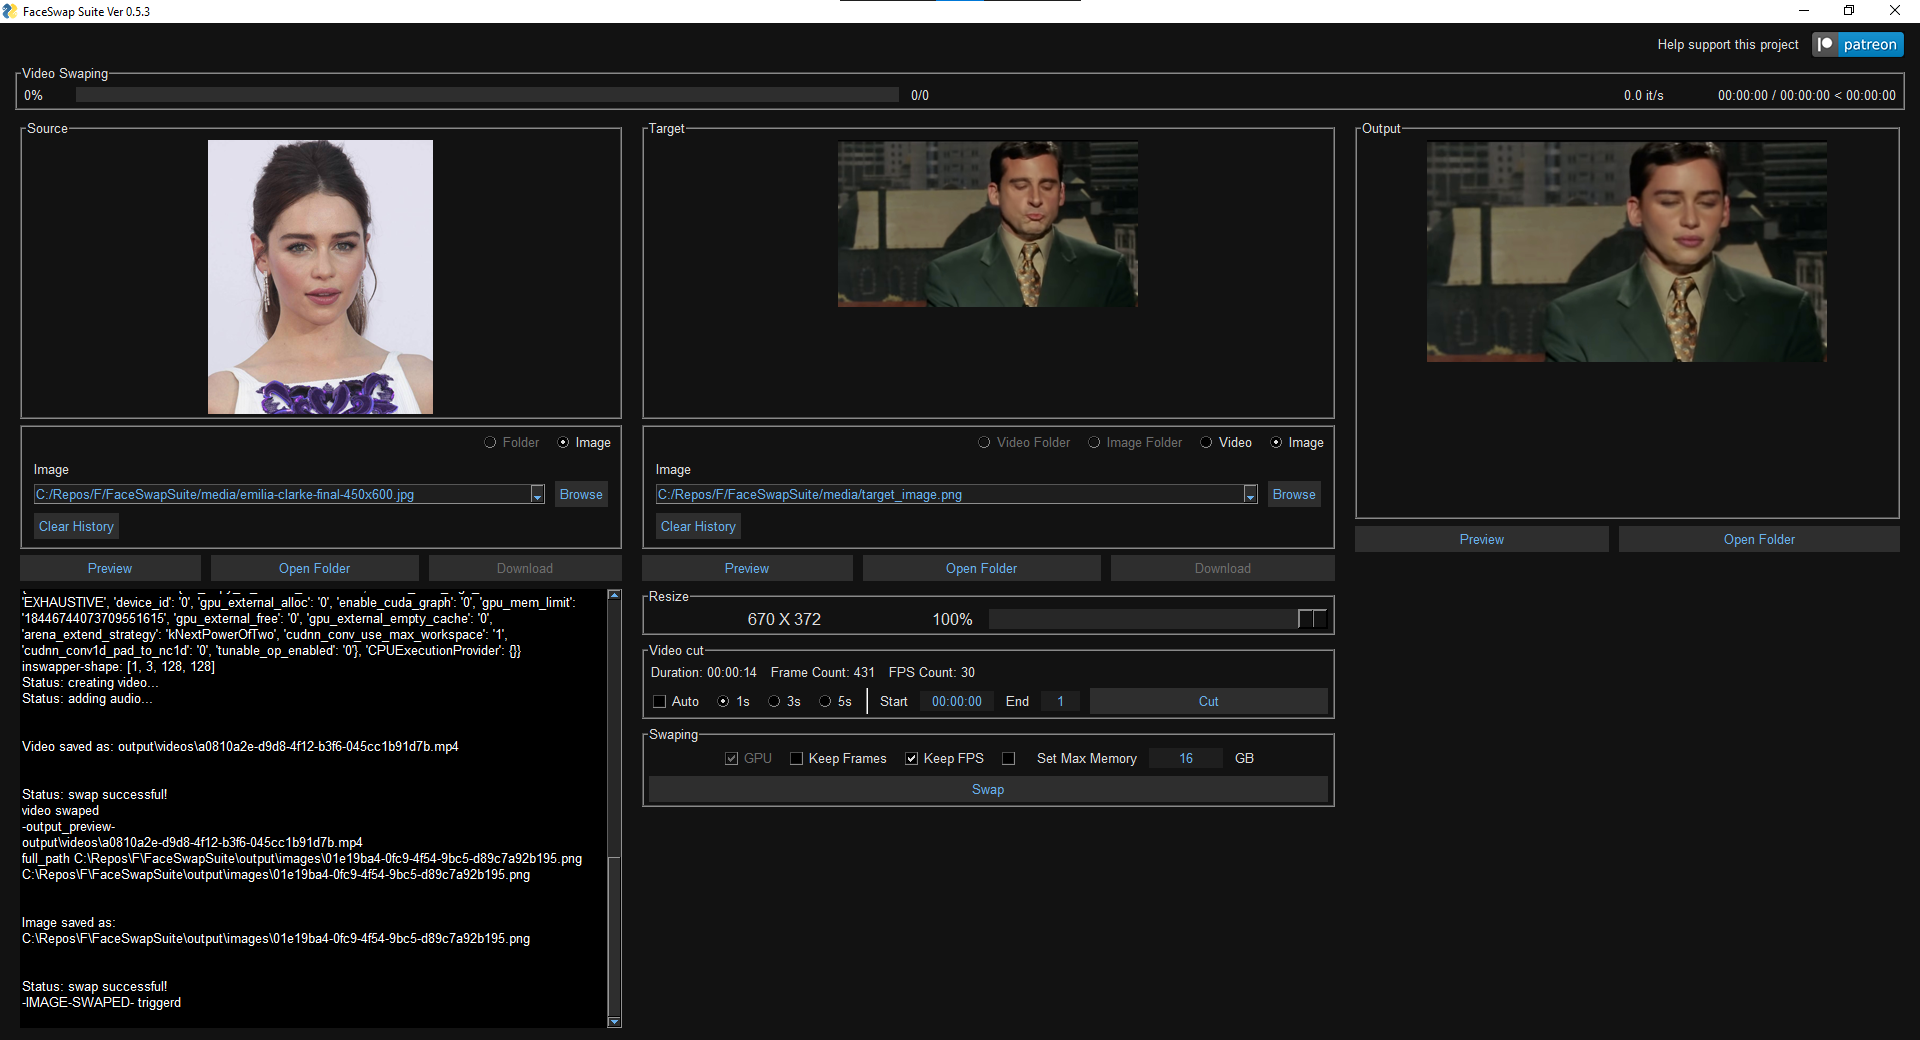 FaceSwap Suite Ver 0.5.3
Help support this project patreon
Video Swaping
0% 0/0 0.0 it/s 00:00:00 / 00:00:00 < 00:00:00
Source
Folder Image
Image
C:/Repos/F/FaceSwapSuite/media/emilia-clarke-final-450x600.jpg Browse
Clear History
Preview Open Folder Download
'EXHAUSTIVE', 'device_id': '0', 'gpu_external_alloc': '0', 'enable_cuda_graph': '0', 'gpu_mem_limit':
'18446744073709551615', 'gpu_external_free': '0', 'gpu_external_empty_cache': '0',
'arena_extend_strategy': 'kNextPowerOfTwo', 'cudnn_conv_use_max_workspace': '1',
'cudnn_conv1d_pad_to_nc1d': '0', 'tunable_op_enabled': '0'}, 'CPUExecutionProvider': {}}
inswapper-shape: [1, 3, 128, 128]
Status: creating video...
Status: adding audio...
Video saved as: output\videos\a0810a2e-d9d8-4f12-b3f6-045cc1b91d7b.mp4
Status: swap successful!
video swaped
-output_preview-
output\videos\a0810a2e-d9d8-4f12-b3f6-045cc1b91d7b.mp4
full_path C:\Repos\F\FaceSwapSuite\output\images\01e19ba4-0fc9-4f54-9bc5-d89c7a92b195.png
C:\Repos\F\FaceSwapSuite\output\images\01e19ba4-0fc9-4f54-9bc5-d89c7a92b195.png
Image saved as:
C:\Repos\F\FaceSwapSuite\output\images\01e19ba4-0fc9-4f54-9bc5-d89c7a92b195.png
Status: swap successful!
-IMAGE-SWAPED- triggerd
Target
Video Folder Image Folder Video Image
Image
C:/Repos/F/FaceSwapSuite/media/target_image.png Browse
Clear History
Preview Open Folder Download
Resize
670 X 372 100%
Video cut
Duration: 00:00:14 Frame Count: 431 FPS Count: 30
Auto 1s 3s 5s Start 00:00:00 End 1 Cut
Swaping
GPU Keep Frames Keep FPS Set Max Memory 16 GB
Swap
Output
Preview Open Folder